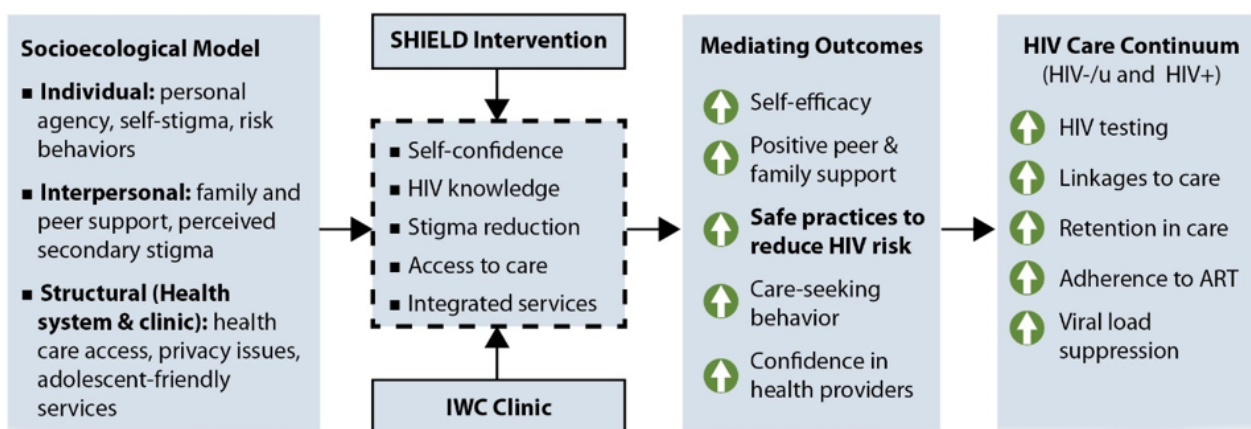 Socioecological Model
■ Individual: personal
agency, self-stigma, risk
behaviors
■ Interpersonal: family and
peer support, perceived
secondary stigma
■ Structural (Health
system & clinic): health
care access, privacy issues,
adolescent-friendly
services
SHIELD Intervention
■ Self-confidence
■ HIV knowledge
■ Stigma reduction
■ Access to care
■ Integrated services
IWC Clinic
Mediating Outcomes
Self-efficacy
Positive peer &
family support
Safe practices to
reduce HIV risk
Care-seeking
behavior
Confidence in
health providers
HIV Care Continuum
(HIV-/u and HIV+)
HIV testing
Linkages to care
Retention in care
Adherence to ART
Viral load
suppression